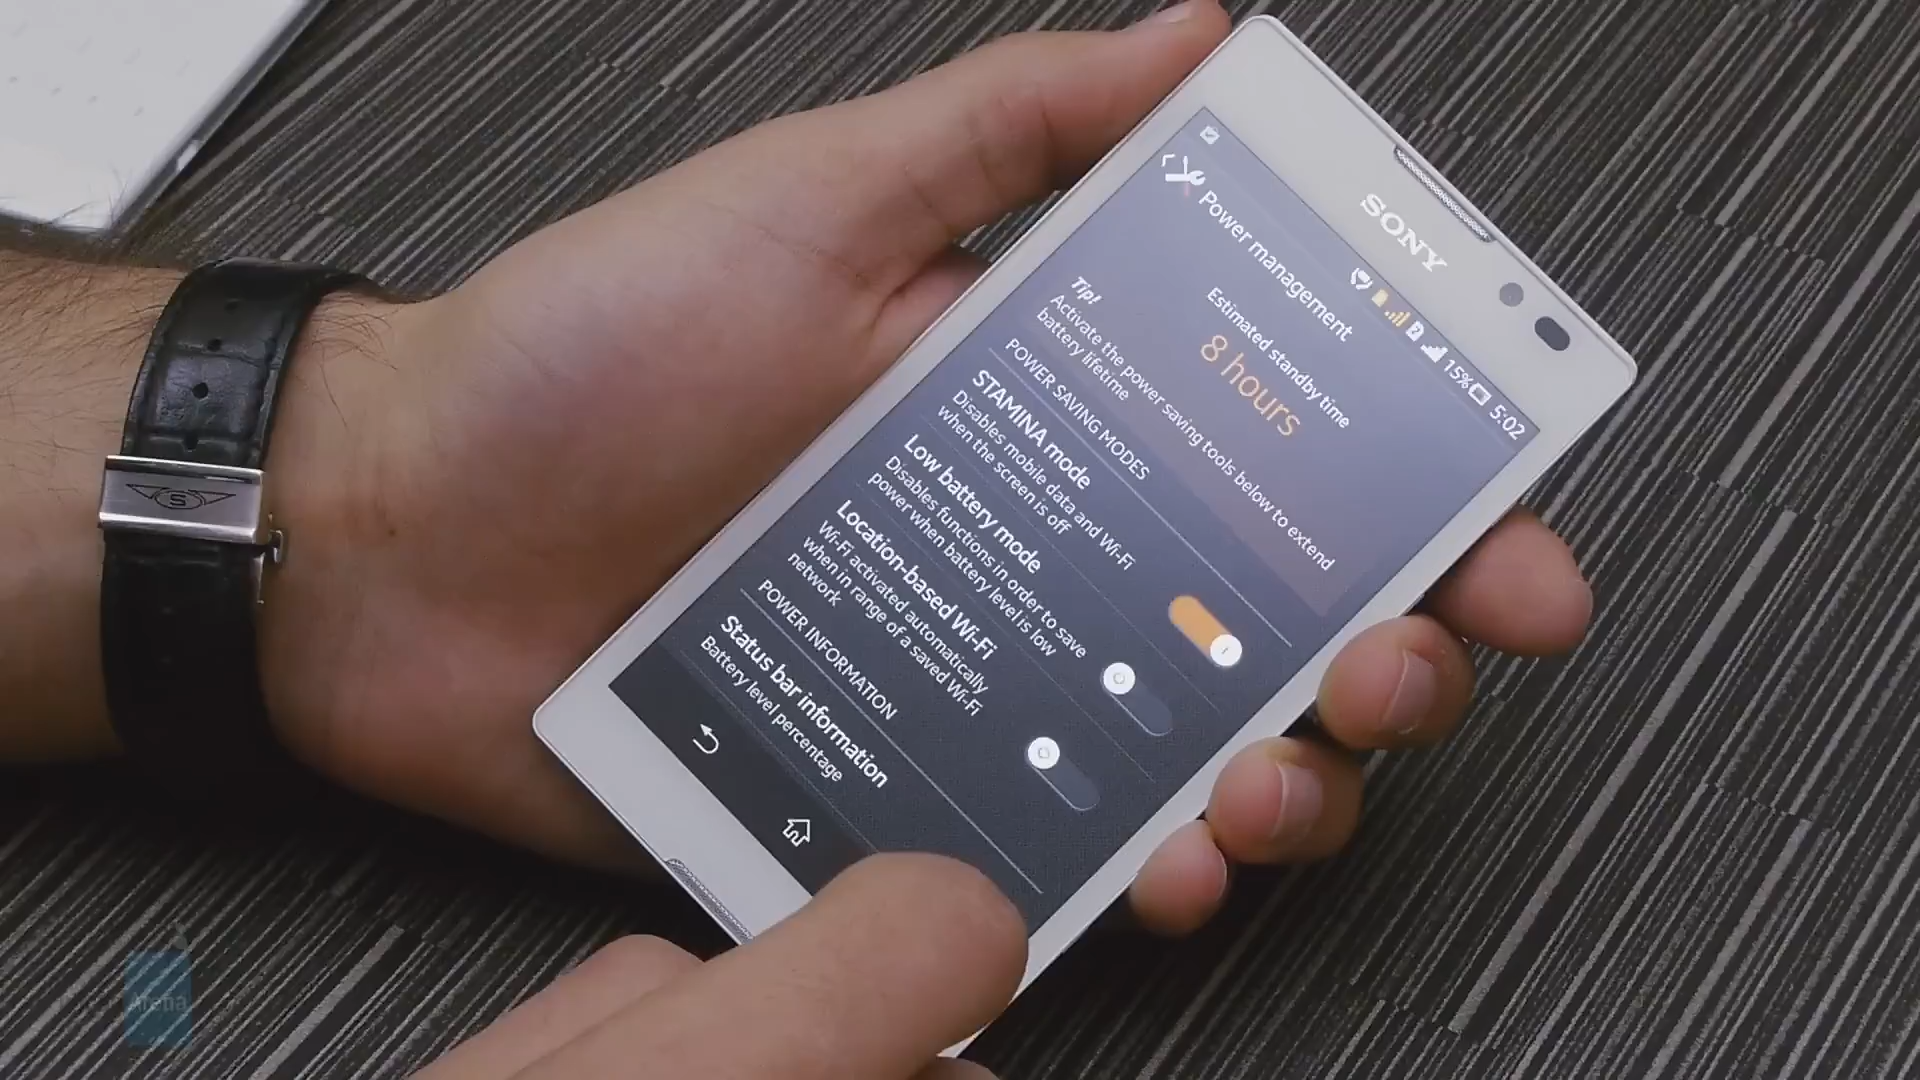 SONY
2 15% 5:02
Power management
Estimated standby time
8 hours
Tip!
Activate the power saving tools below to extend
battery lifetime
POWER SAVING MODES
STAMINA mode
Disables mobile data and Wi-Fi
when the screen is off
Low battery mode
Disables functions in order to save
power when battery level is low
Location-based Wi-Fi
Wi-Fi activated automatically
when in range of a saved Wi-Fi
network
POWER INFORMATION
Status bar information
Battery level percentage
S
Arena